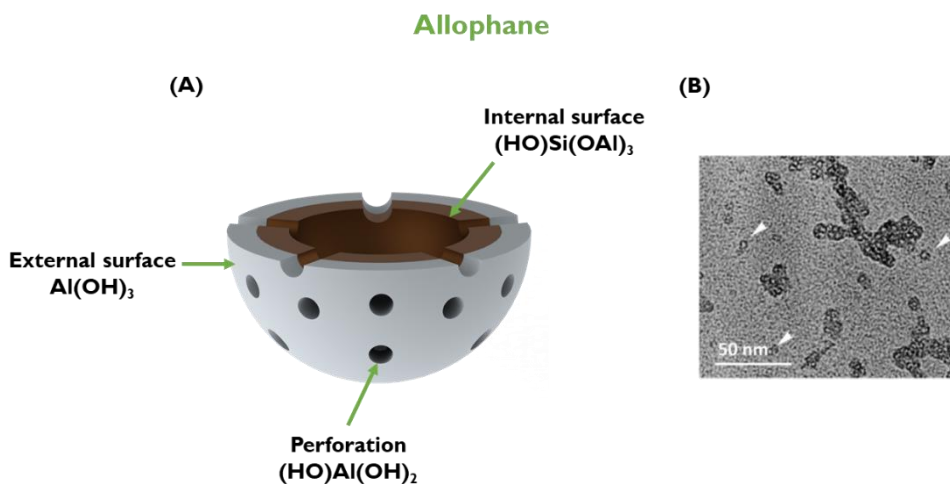 Allophane
(A)
(B)
Internal surface
(HO)Si(OAl)₃
External surface
Al(OH)₃
50 nm
Perforation
(HO)Al(OH)₂